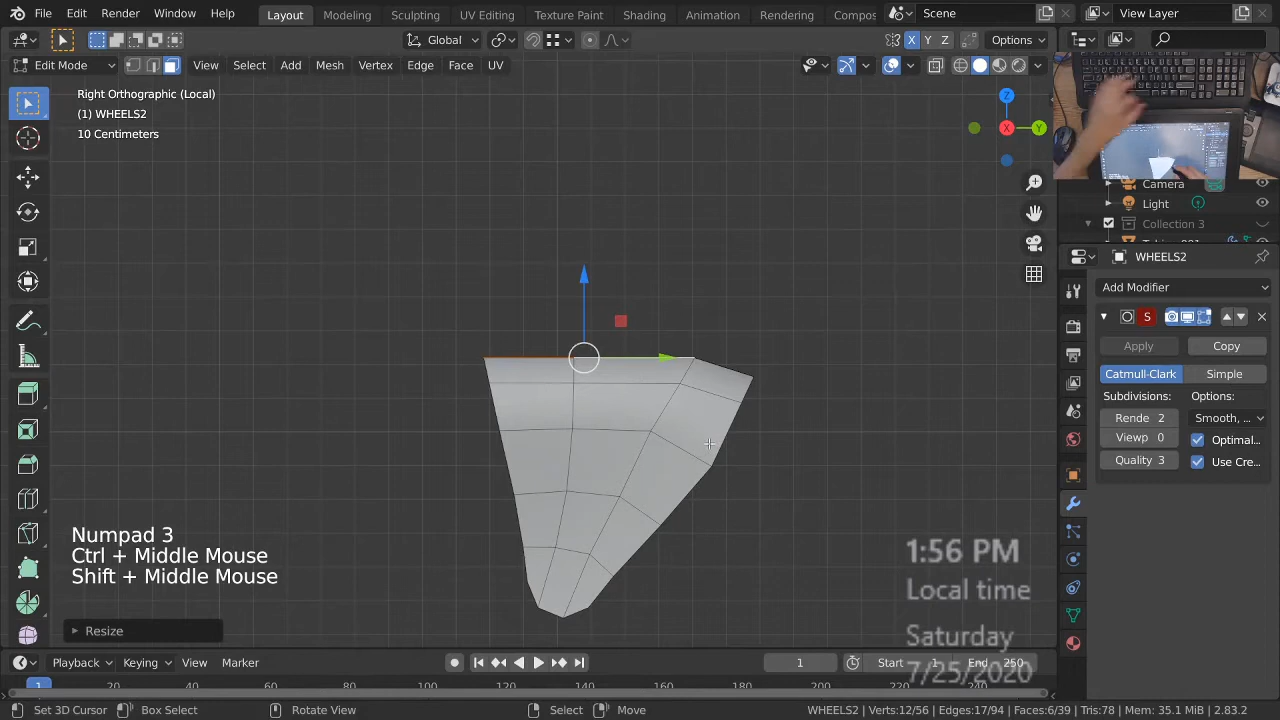 File Edit Render Window Help Layout Modeling Sculpting UV Editing Texture Paint Shading Animation Rendering Compos Scene View Layer
Global X Y Z Options
Edit Mode View Select Add Mesh Vertex Edge Face UV
Right Orthographic (Local)
(1) WHEELS2
10 Centimeters
Z
X
Y
Camera
Light
Collection 3
WHEELS2
Add Modifier
S
Apply Copy
Catmull-Clark Simple
Subdivisions: Options:
Rende 2 Smooth, ...
Viewp 0 Optimal...
Quality 3 Use Cre...
Numpad 3
Ctrl + Middle Mouse
Shift + Middle Mouse
Resize
1:56 PM
Local time
Saturday
7/25/2020
Playback Keying View Marker 1 Start 1 End 250
1 20 60 80 100 120 140 160 180 200 220 240
Set 3D Cursor Box Select Rotate View Select Move WHEELS2 | Verts:12/56 | Edges:17/94 | Faces:6/39 | Tris:78 | Mem: 35.1 MiB | 2.83.2